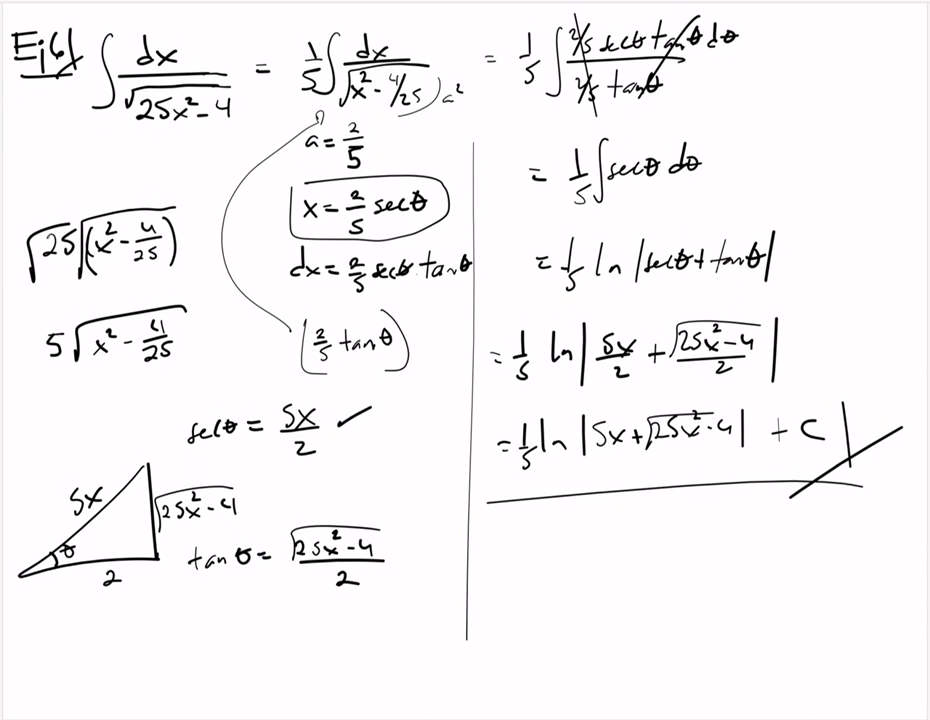 Ej6) ∫ dx/√(25x² - 4) = 1/5 ∫ dx/√(x² - 4/25) a² = 1/5 ∫ (2/5 secθ tanθ dθ)/(2/5 tanθ)
a = 2/5
x = 2/5 secθ
dx = 2/5 secθ tanθ
(2/5 tanθ)
√25 √(x² - 4/25)
5√(x² - 4/25)
secθ = 5x/2 ✓
5x
√(25x² - 4)
θ
2
tanθ = √(25x² - 4)/2
= 1/5 ∫ secθ dθ
= 1/5 ln |secθ + tanθ|
= 1/5 ln | 5x/2 + √(25x² - 4)/2 |
= 1/5 ln |5x + √(25x² - 4)| + C